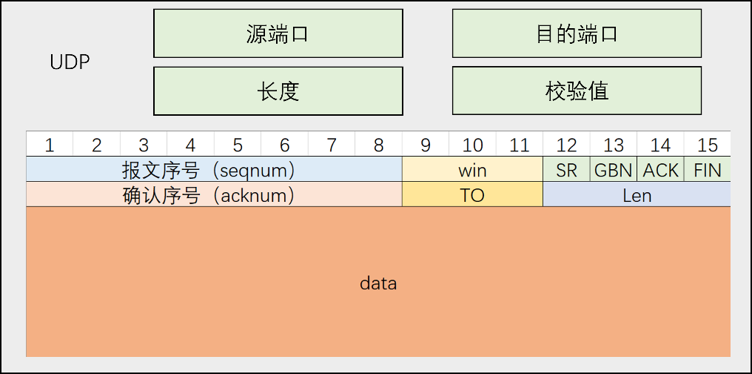 UDP
源端口 目的端口
长度 校验值
1 2 3 4 5 6 7 8 9 10 11 12 13 14 15
报文序号（seqnum） win SR GBN ACK FIN
确认序号（acknum） TO Len
data